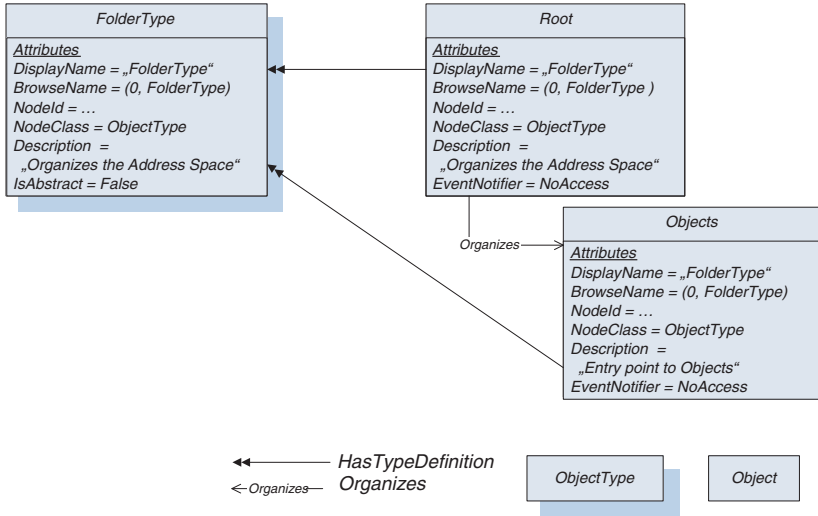 FolderType
Attributes
DisplayName = „FolderType“
BrowseName = (0, FolderType)
NodeId = ...
NodeClass = ObjectType
Description =
„Organizes the Address Space“
IsAbstract = False
Root
Attributes
DisplayName = „FolderType“
BrowseName = (0, FolderType )
NodeId = ...
NodeClass = ObjectType
Description =
„Organizes the Address Space“
EventNotifier = NoAccess
Organizes
Objects
Attributes
DisplayName = „FolderType“
BrowseName = (0, FolderType)
NodeId = ...
NodeClass = ObjectType
Description =
„Entry point to Objects“
EventNotifier = NoAccess
HasTypeDefinition
Organizes
Organizes
ObjectType
Object